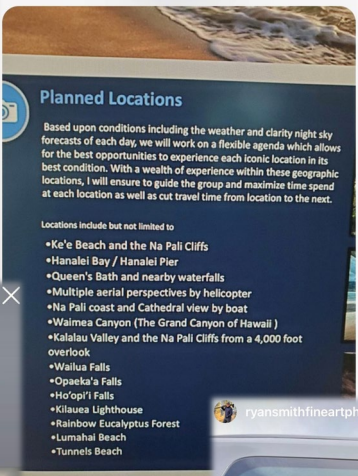 Planned Locations
Based upon conditions including the weather and clarity night sky
forecasts of each day, we will work on a flexible agenda which allows
for the best opportunities to experience each iconic location in its
best condition. With a wealth of experience within these geographic
locations, I will ensure to guide the group and maximize time spend
at each location as well as cut travel time from location to the next.
Locations include but not limited to
•Ke'e Beach and the Na Pali Cliffs
•Hanalei Bay / Hanalei Pier
•Queen's Bath and nearby waterfalls
•Multiple aerial perspectives by helicopter
•Na Pali coast and Cathedral view by boat
•Waimea Canyon (The Grand Canyon of Hawaii )
•Kalalau Valley and the Na Pali Cliffs from a 4,000 foot
overlook
•Wailua Falls
•Opaeka'a Falls
•Ho'opi'i Falls
•Kilauea Lighthouse
•Rainbow Eucalyptus Forest
•Lumahai Beach
•Tunnels Beach
ryansmithfineartph